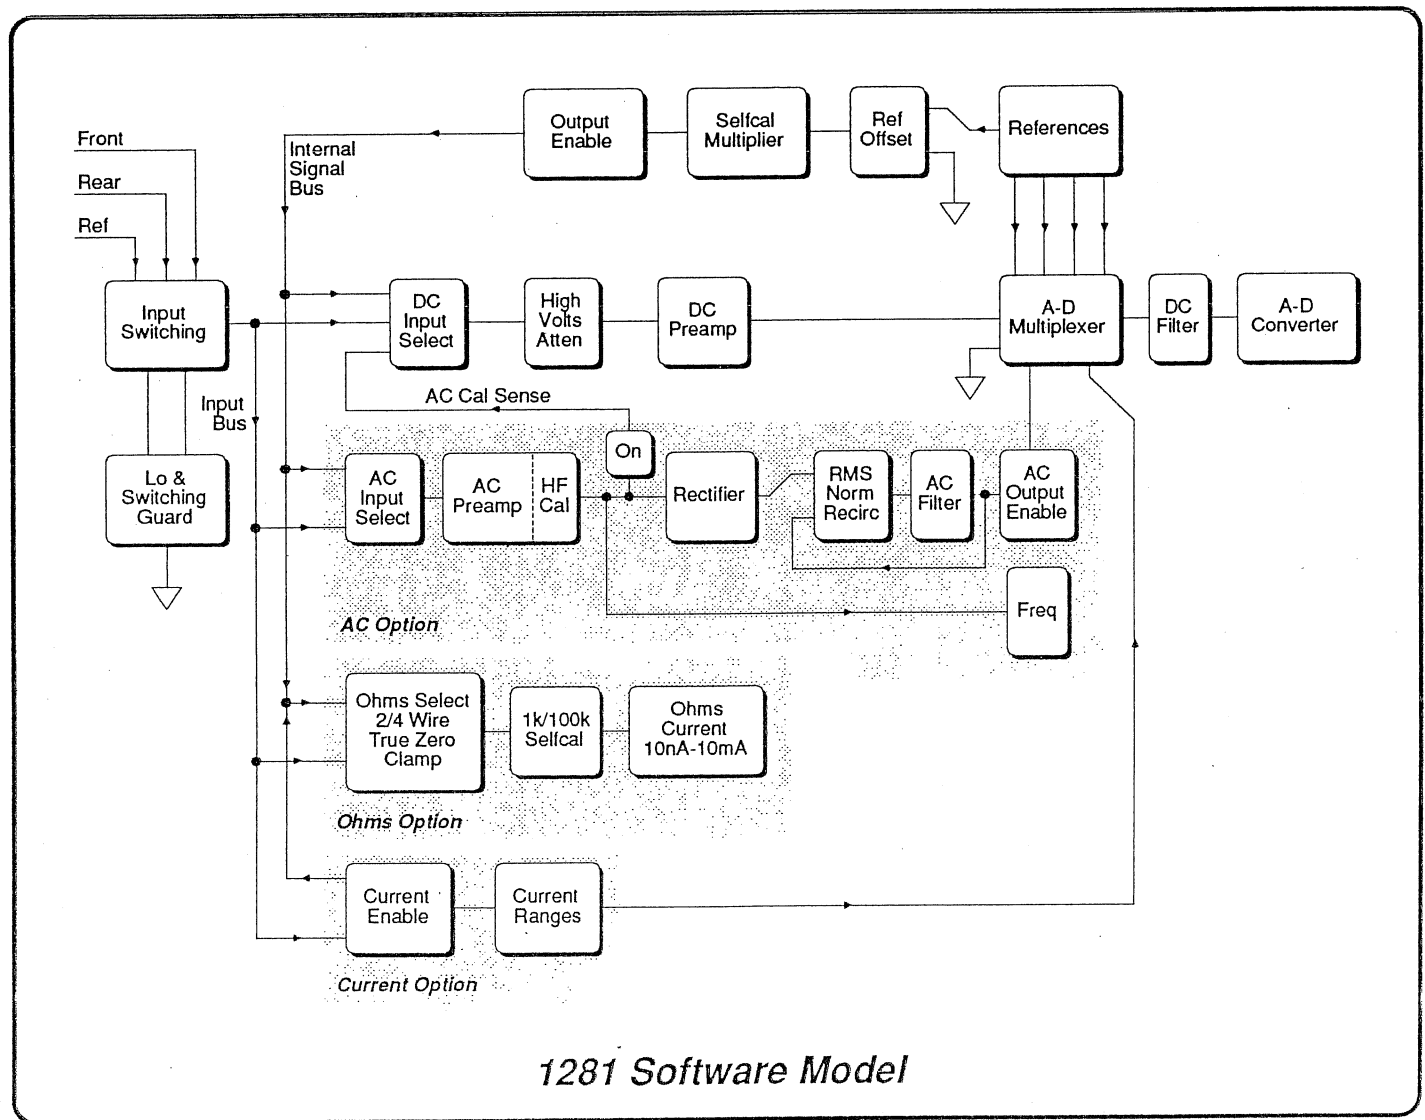 Front
Rear
Ref
Input
Switching
Lo &
Switching
Guard
Input
Bus
Internal
Signal
Bus
Output
Enable
Selfcal
Multiplier
Ref
Offset
References
DC
Input
Select
High
Volts
Atten
DC
Preamp
A-D
Multiplexer
DC
Filter
A-D
Converter
AC Cal Sense
On
AC
Input
Select
AC
Preamp
HF
Cal
Rectifier
RMS
Norm
Recirc
AC
Filter
AC
Output
Enable
Freq
AC Option
Ohms Select
2/4 Wire
True Zero
Clamp
1k/100k
Selfcal
Ohms
Current
10nA-10mA
Ohms Option
Current
Enable
Current
Ranges
Current Option
1281 Software Model